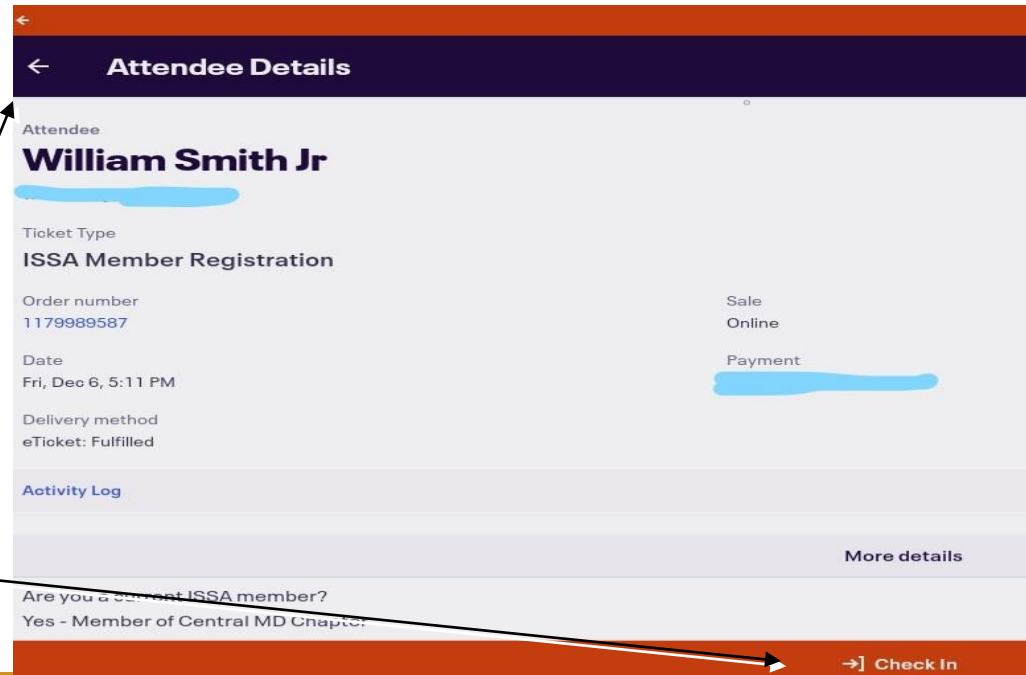 Attendee Details
Attendee
William Smith Jr
Ticket Type
ISSA Member Registration
Order number
1179989587
Sale
Online
Date
Fri, Dec 6, 5:11 PM
Payment
Delivery method
eTicket: Fulfilled
Activity Log
More details
Are you a current ISSA member?
Yes - Member of Central MD Chapter
Check In